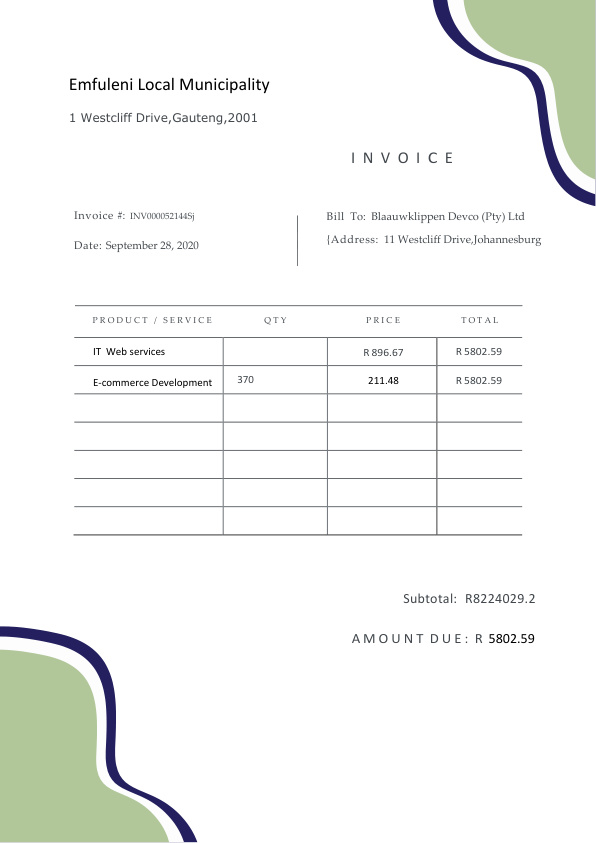 Emfuleni Local Municipality
1 Westcliff Drive,Gauteng,2001
INVOICE
Invoice #: INV000052144Sj
Date: September 28, 2020
Bill To: Blaauwklippen Devco (Pty) Ltd
{Address: 11 Westcliff Drive,Johannesburg
PRODUCT / SERVICE QTY PRICE TOTAL
IT Web services R 896.67 R 5802.59
E-commerce Development 370 211.48 R 5802.59
Subtotal: R8224029.2
AMOUNT DUE: R 5802.59